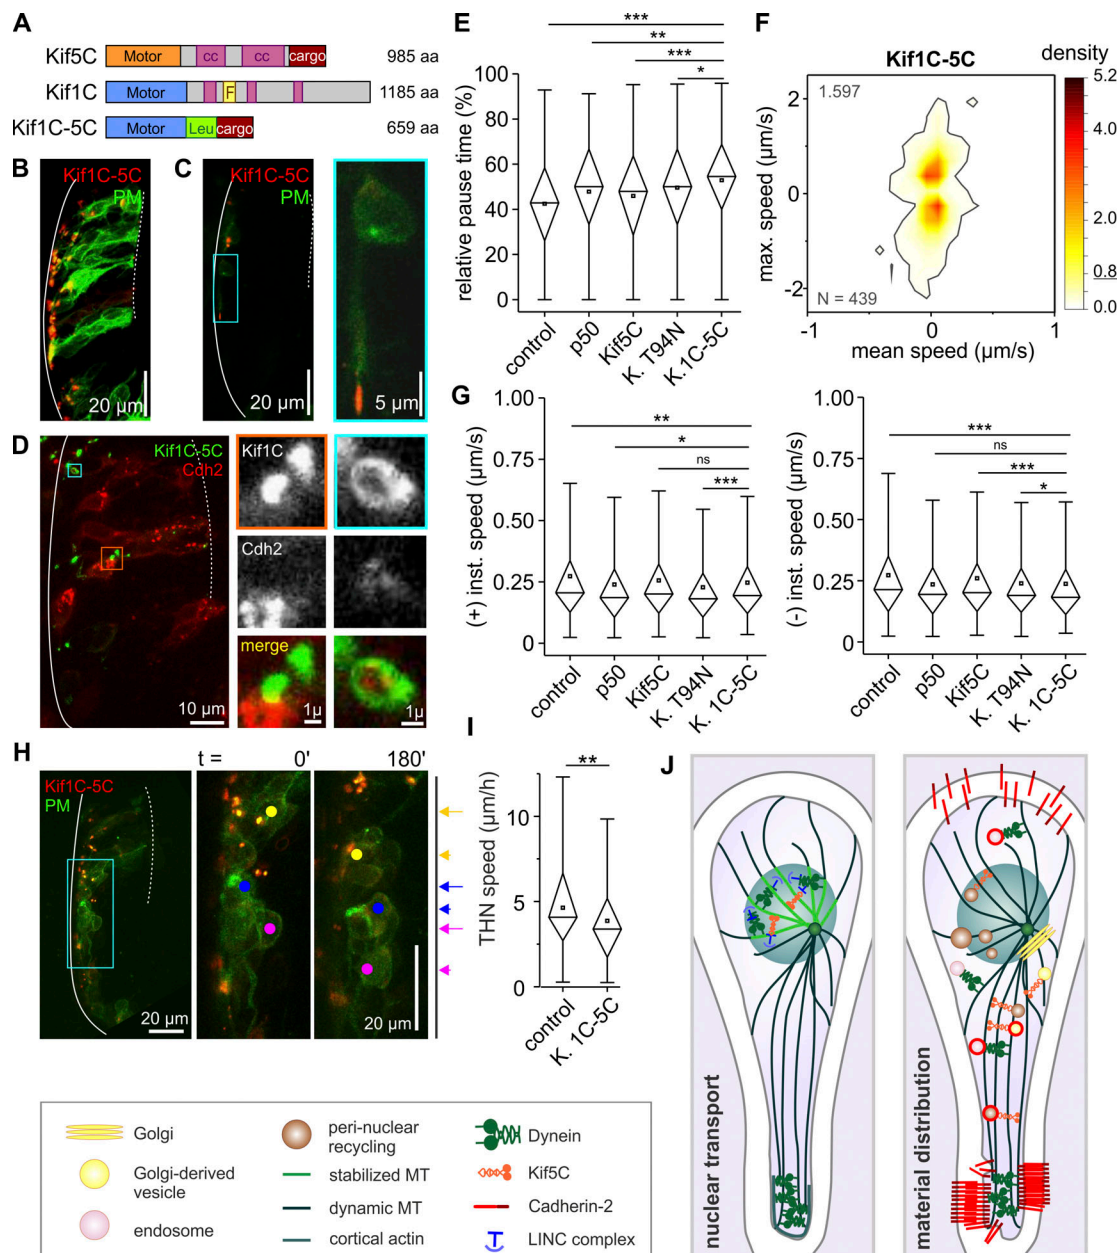 A
Kif5C Motor cc cc cargo 985 aa
Kif1C Motor F 1185 aa
Kif1C-5C Motor Leu cargo 659 aa
B
Kif1C-5C
PM
20 µm
C
Kif1C-5C
PM
20 µm
5 µm
D
Kif1C-5C
Cdh2
10 µm
Kif1C
Cdh2
merge
1µ
1µ
E
***
**
***
*
relative pause time (%)
100
80
60
40
20
0
control
p50
Kif5C
K. T94N
K.1C-5C
F
Kif1C-5C
density
1.597
N = 439
max. speed (µm/s)
2
0
-2
-1
0
1
mean speed (µm/s)
5.2
4.0
2.0
0.8
0.0
G
(+) inst. speed (µm/s)
1.00
0.75
0.50
0.25
0
**
*
ns
***
control
p50
Kif5C
K. T94N
K. 1C-5C
(-) inst. speed (µm/s)
1.00
0.75
0.50
0.25
0
***
ns
***
*
control
p50
Kif5C
K. T94N
K. 1C-5C
H
Kif1C-5C
PM
20 µm
t =
0'
180'
20 µm
I
THN speed (µm/h)
10
5
0
**
control
K. 1C-5C
J
nuclear transport
material distribution
Golgi
Golgi-derived
vesicle
endosome
peri-nuclear
recycling
stabilized MT
dynamic MT
cortical actin
Dynein
Kif5C
Cadherin-2
LINC complex